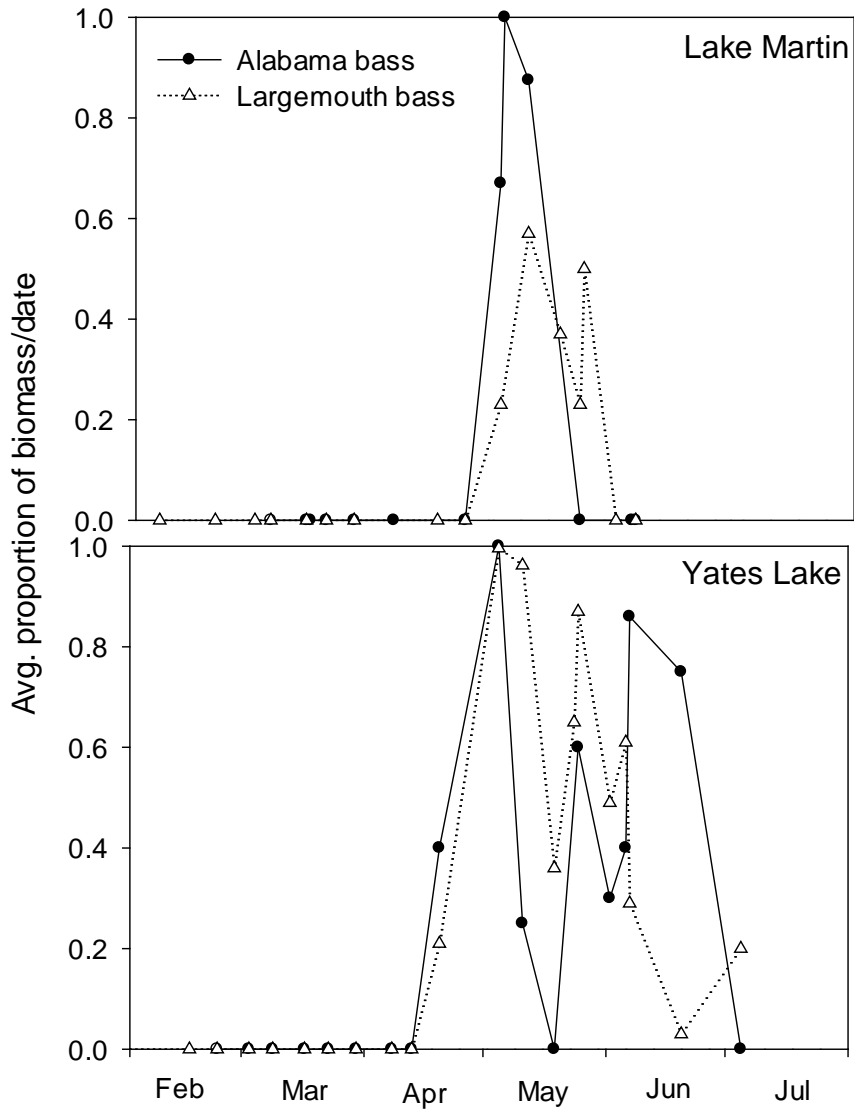 Lake Martin
Alabama bass
Largemouth bass
1.0
0.8
0.6
0.4
0.2
0.0
Avg. proportion of biomass/date
Yates Lake
1.0
0.8
0.6
0.4
0.2
0.0
Feb Mar Apr May Jun Jul